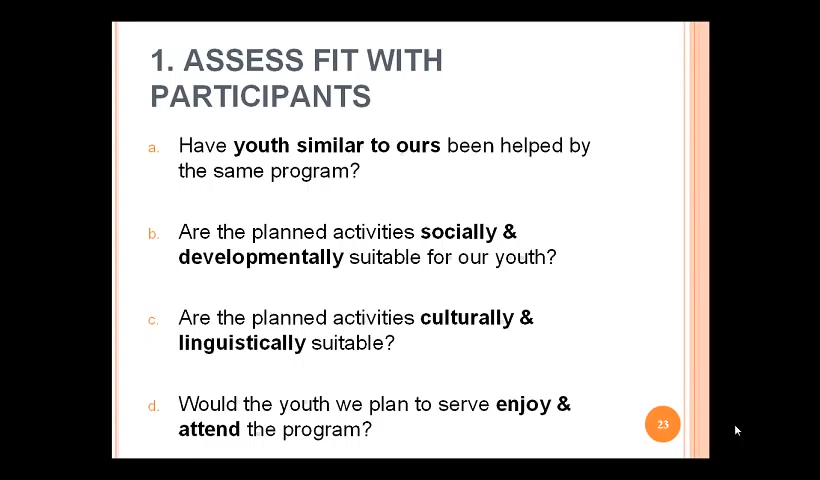 1. ASSESS FIT WITH
PARTICIPANTS
a. Have youth similar to ours been helped by
the same program?
b. Are the planned activities socially &
developmentally suitable for our youth?
c. Are the planned activities culturally &
linguistically suitable?
d. Would the youth we plan to serve enjoy &
attend the program?
23